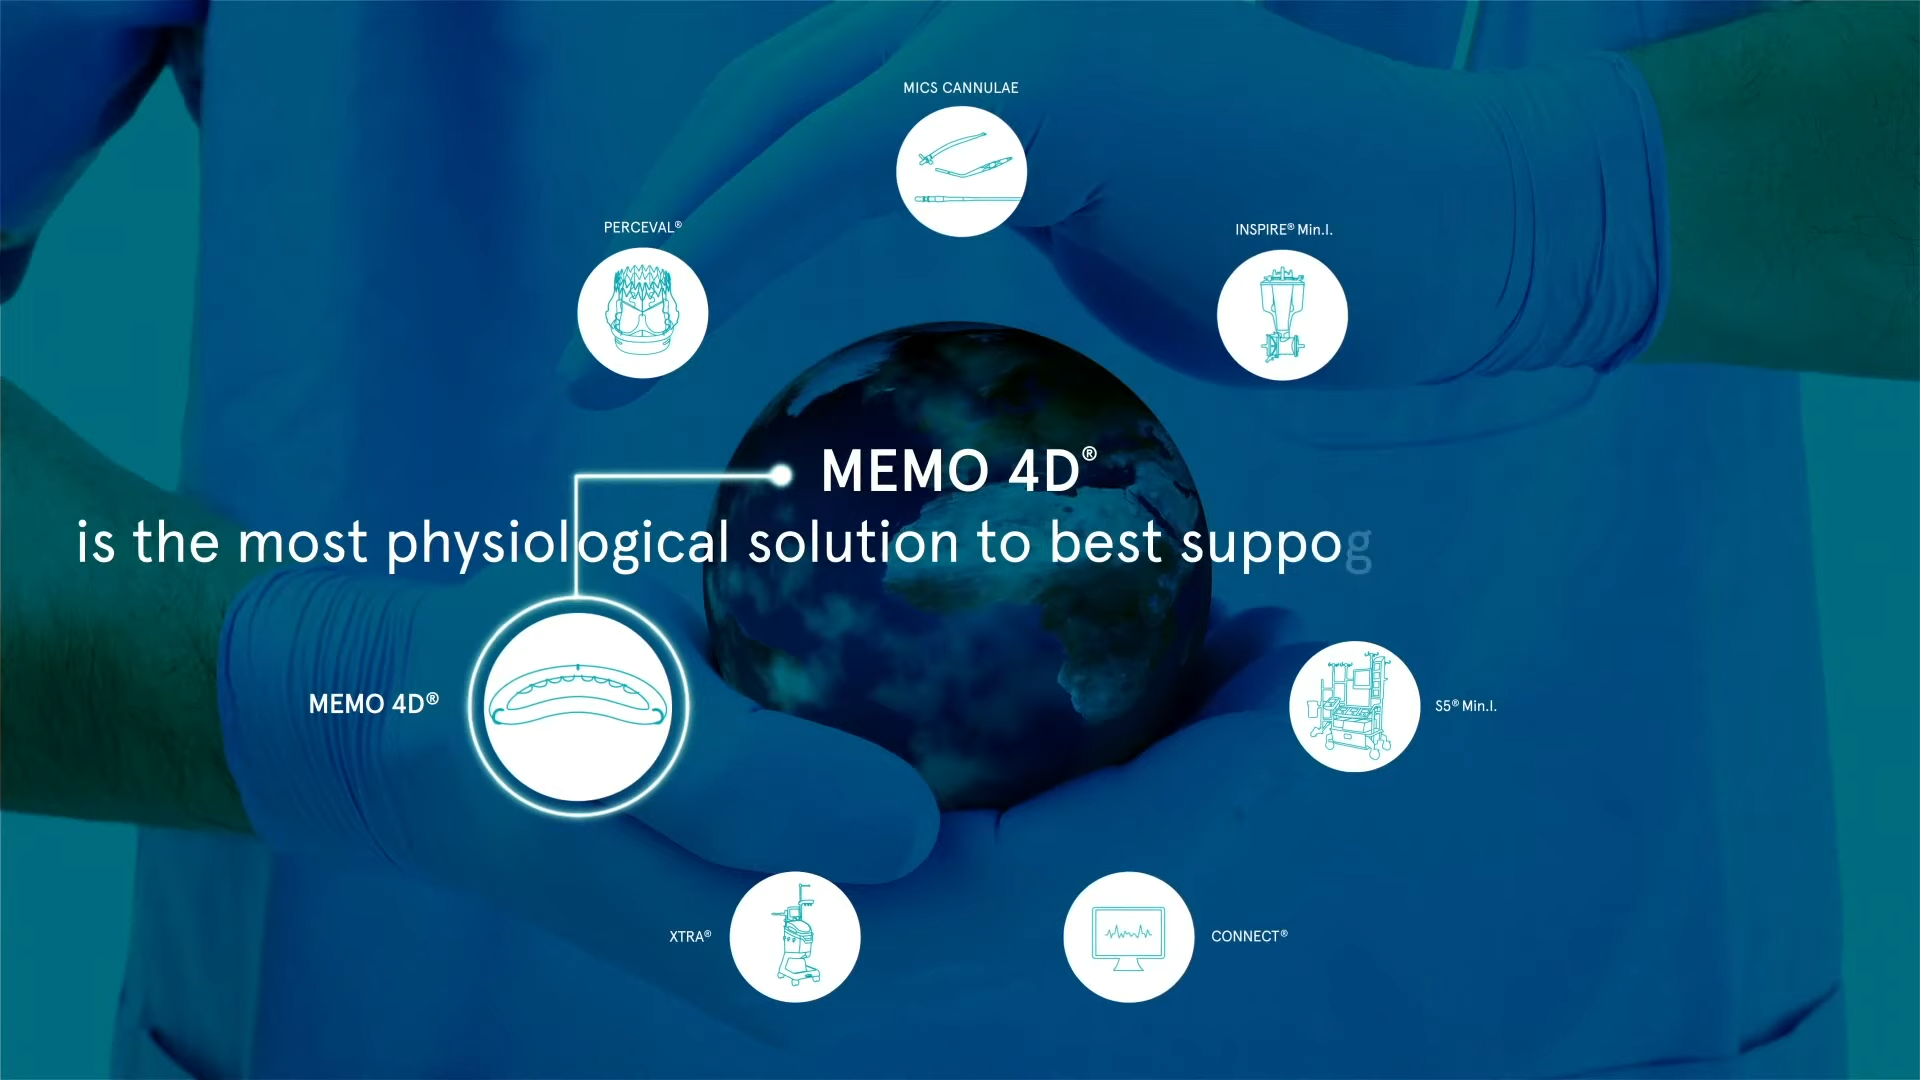 MICS CANNULAE
PERCEVAL®
INSPIRE® Min.I.
MEMO 4D®
is the most physiological solution to best suppog
MEMO 4D®
S5® Min.I.
XTRA®
CONNECT®